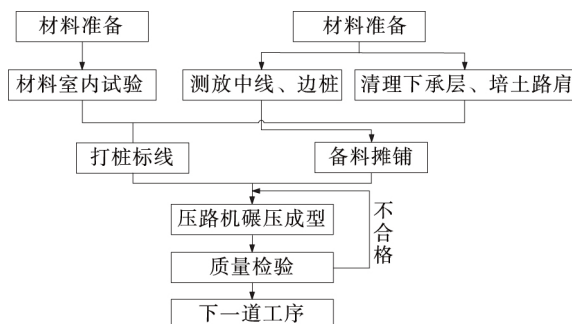 材料准备
材料准备
材料室内试验
测放中线、边桩
清理下承层、培土路肩
打桩标线
备料摊铺
压路机碾压成型
不合格
质量检验
下一道工序